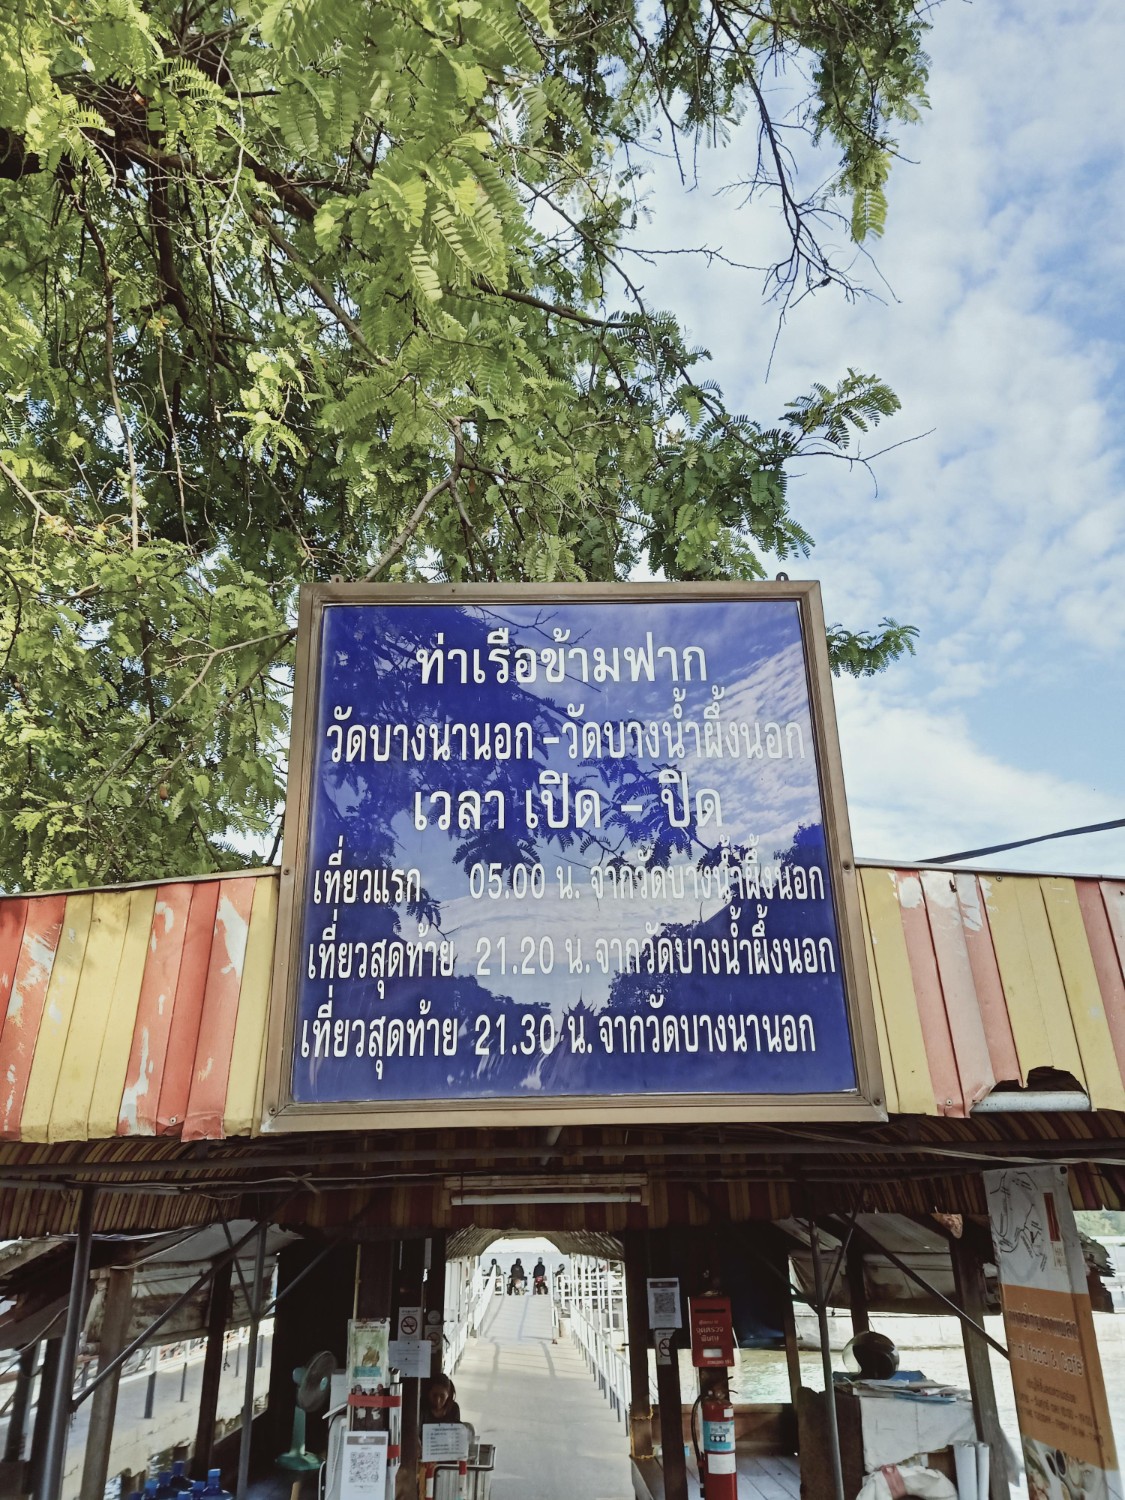 ท่าเรือข้ามฟาก
วัดบางนานอก - วัดบางน้ำผึ้งนอก
เวลา เปิด - ปิด
เที่ยวแรก 05.00 น. จากวัดบางน้ำผึ้งนอก
เที่ยวสุดท้าย 21.20 น. จากวัดบางน้ำผึ้งนอก
เที่ยวสุดท้าย 21.30 น. จากวัดบางนานอก